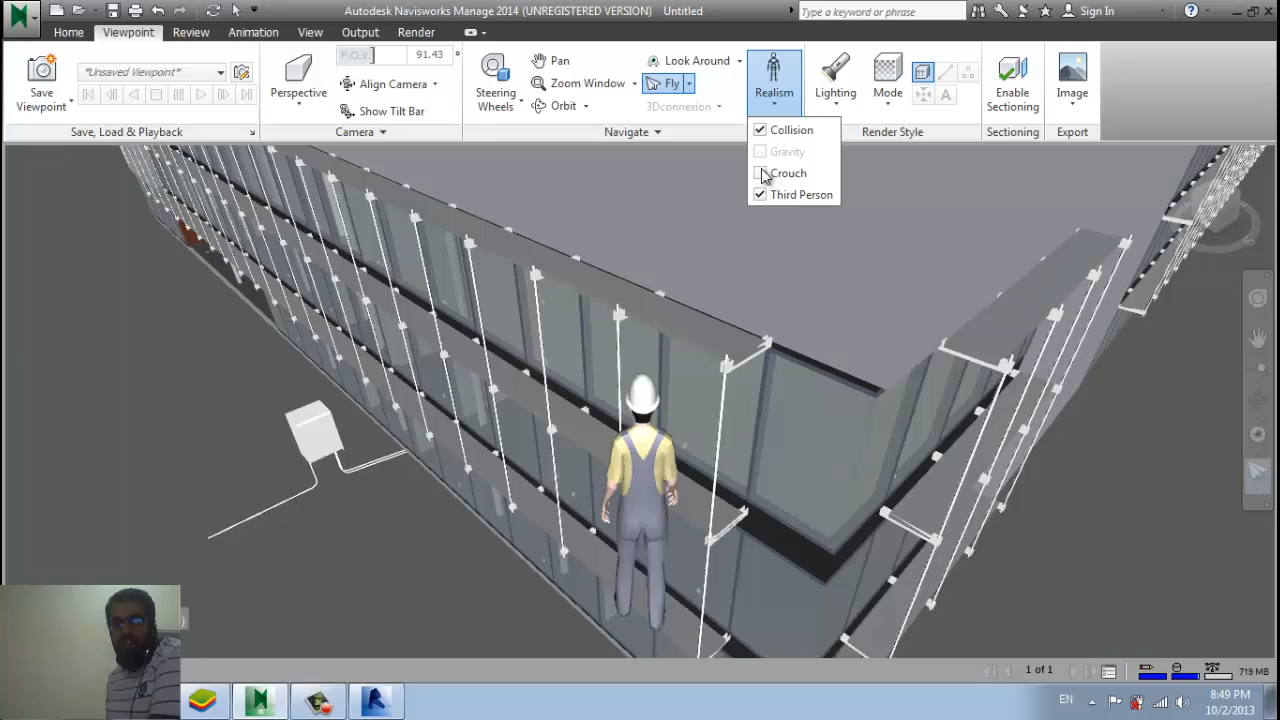 Autodesk Navisworks Manage 2014 (UNREGISTERED VERSION) Untitled
Type a keyword or phrase
Sign In
Home Viewpoint Review Animation View Output Render
Save Viewpoint
*Unsaved Viewpoint*
Save, Load & Playback
Perspective
F.O.V.
91.43 °
Align Camera
Show Tilt Bar
Camera
Steering Wheels
Pan
Zoom Window
Orbit
Look Around
Fly
3Dconnexion
Navigate
Realism
Collision
Gravity
Crouch
Third Person
Lighting
Mode
A
Render Style
Enable Sectioning
Sectioning
Image
Export
1 of 1
719 MB
EN
8:49 PM
10/2/2013